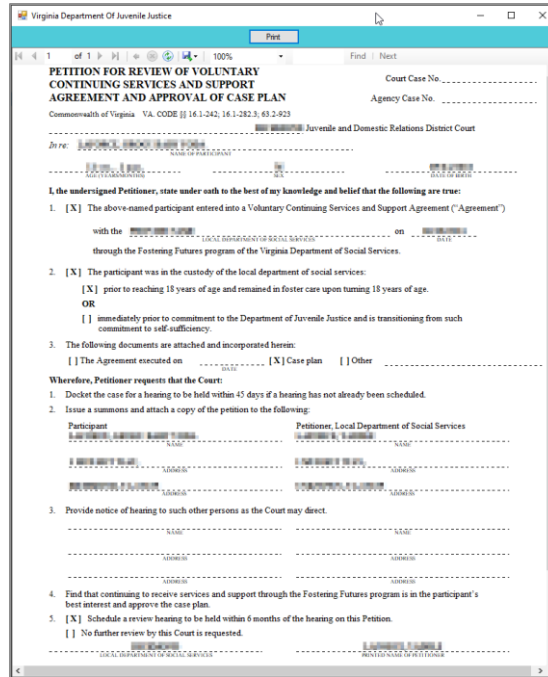 Virginia Department Of Juvenile Justice
Print
1 of 1 100% Find | Next
PETITION FOR REVIEW OF VOLUNTARY
CONTINUING SERVICES AND SUPPORT
AGREEMENT AND APPROVAL OF CASE PLAN
Court Case No.
Agency Case No.
Commonwealth of Virginia VA. CODE §§ 16.1-242; 16.1-282.3; 63.2-923
Juvenile and Domestic Relations District Court
In re:
NAME OF PARTICIPANT
AGE (YEARS/MONTHS) SEX DATE OF BIRTH
I, the undersigned Petitioner, state under oath to the best of my knowledge and belief that the following are true:
1. [X] The above-named participant entered into a Voluntary Continuing Services and Support Agreement ("Agreement")
with the on
LOCAL DEPARTMENT OF SOCIAL SERVICES DATE
through the Fostering Futures program of the Virginia Department of Social Services.
2. [X] The participant was in the custody of the local department of social services:
[X] prior to reaching 18 years of age and remained in foster care upon turning 18 years of age.
OR
[ ] immediately prior to commitment to the Department of Juvenile Justice and is transitioning from such
commitment to self-sufficiency.
3. The following documents are attached and incorporated herein:
[ ] The Agreement executed on [X] Case plan [ ] Other
DATE
Wherefore, Petitioner requests that the Court:
1. Docket the case for a hearing to be held within 45 days if a hearing has not already been scheduled.
2. Issue a summons and attach a copy of the petition to the following:
Participant Petitioner, Local Department of Social Services
NAME NAME
ADDRESS ADDRESS
ADDRESS ADDRESS
3. Provide notice of hearing to such other persons as the Court may direct.
NAME NAME
ADDRESS ADDRESS
ADDRESS ADDRESS
4. Find that continuing to receive services and support through the Fostering Futures program is in the participant's
best interest and approve the case plan.
5. [X] Schedule a review hearing to be held within 6 months of the hearing on this Petition.
[ ] No further review by this Court is requested.
LOCAL DEPARTMENT OF SOCIAL SERVICES PRINTED NAME OF PETITIONER